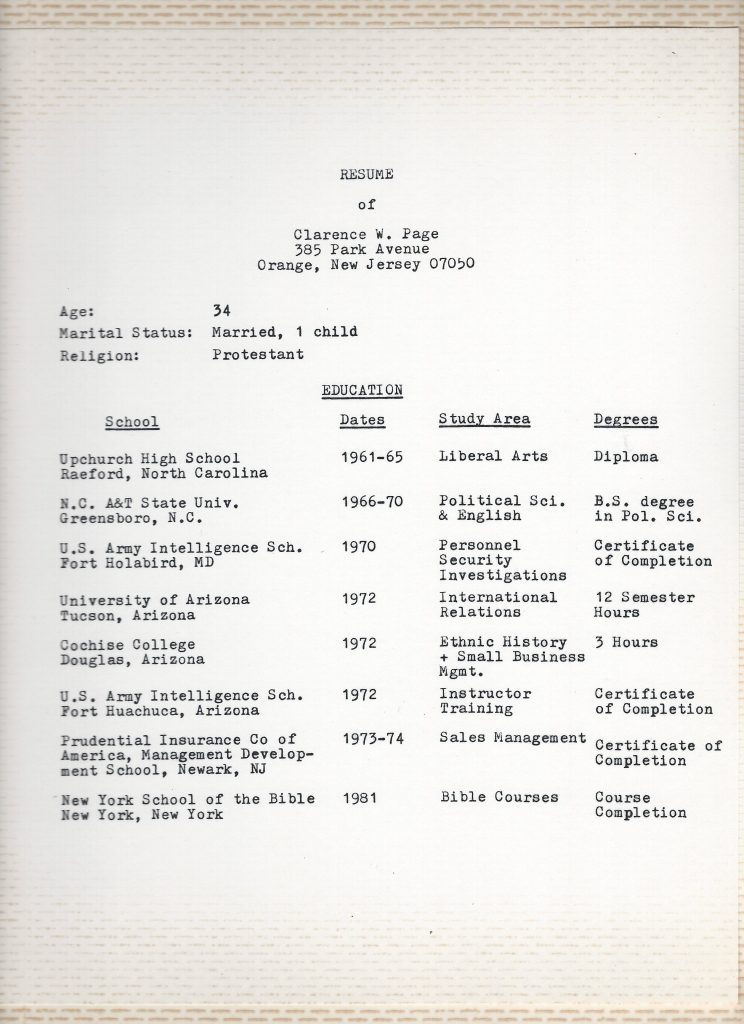 RESUME
of
Clarence W. Page
385 Park Avenue
Orange, New Jersey 07050
Age: 34
Marital Status: Married, 1 child
Religion: Protestant
EDUCATION
School Dates Study Area Degrees
Upchurch High School 1961-65 Liberal Arts Diploma
Raeford, North Carolina
N.C. A&T State Univ. 1966-70 Political Sci. B.S. degree
Greensboro, N.C. & English in Pol. Sci.
U.S. Army Intelligence Sch. 1970 Personnel Certificate
Fort Holabird, MD Security of Completion
Investigations
University of Arizona 1972 International 12 Semester
Tucson, Arizona Relations Hours
Cochise College 1972 Ethnic History 3 Hours
Douglas, Arizona + Small Business
Mgmt.
U.S. Army Intelligence Sch. 1972 Instructor Certificate
Fort Huachuca, Arizona Training of Completion
Prudential Insurance Co of 1973-74 Sales Management Certificate of
America, Management Develop- Completion
ment School, Newark, NJ
New York School of the Bible 1981 Bible Courses Course
New York, New York Completion